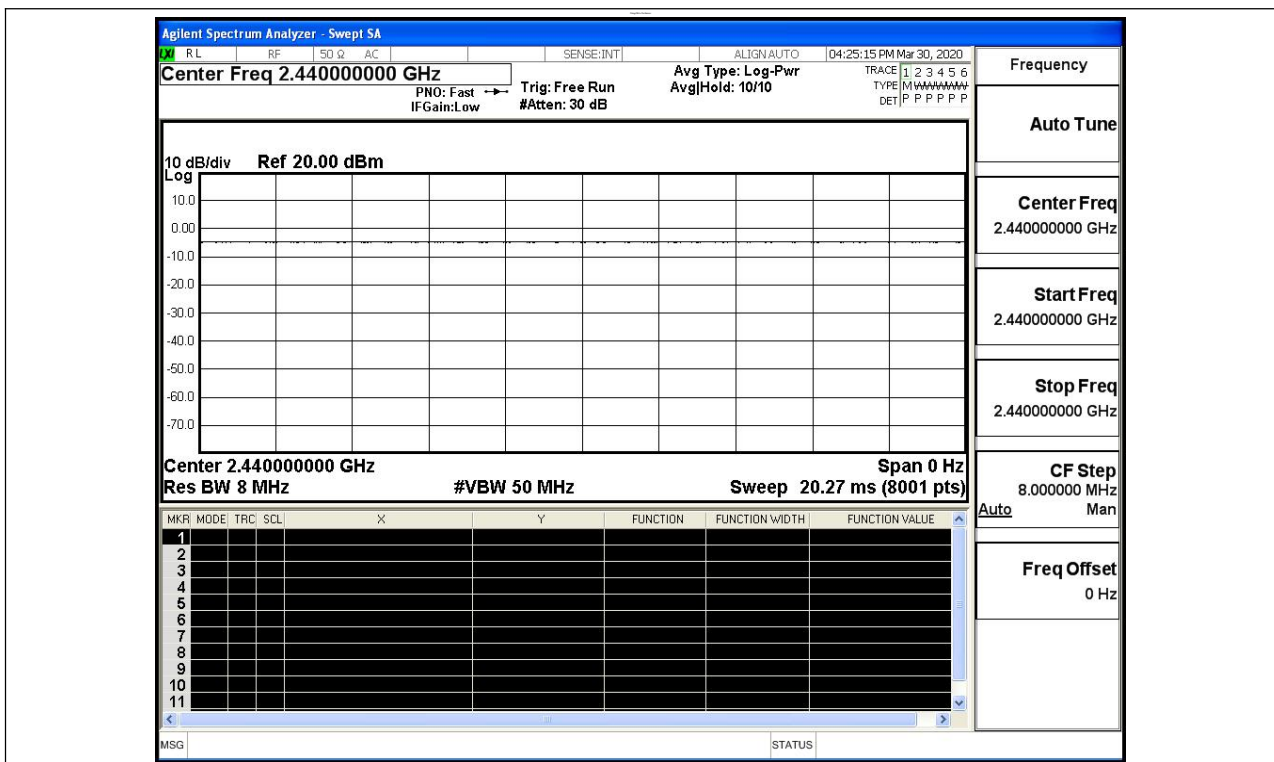 Agilent Spectrum Analyzer - Swept SA
LXI RL RF 50 Ω AC SENSE:INT ALIGN AUTO 04:25:15 PM Mar 30, 2020
Center Freq 2.440000000 GHz
PNO: Fast
IFGain:Low
Trig: Free Run
#Atten: 30 dB
Avg Type: Log-Pwr
Avg|Hold: 10/10
TRACE 1 2 3 4 5 6
TYPE M WWWWW
DET P P P P P P
10 dB/div Ref 20.00 dBm
Log
10.0
0.00
-10.0
-20.0
-30.0
-40.0
-50.0
-60.0
-70.0
Center 2.440000000 GHz Span 0 Hz
Res BW 8 MHz #VBW 50 MHz Sweep 20.27 ms (8001 pts)
MKR MODE TRC SCL X Y FUNCTION FUNCTION WIDTH FUNCTION VALUE
1
2
3
4
5
6
7
8
9
10
11
MSG STATUS
Frequency
Auto Tune
Center Freq
2.440000000 GHz
Start Freq
2.440000000 GHz
Stop Freq
2.440000000 GHz
CF Step
8.000000 MHz
Auto Man
Freq Offset
0 Hz